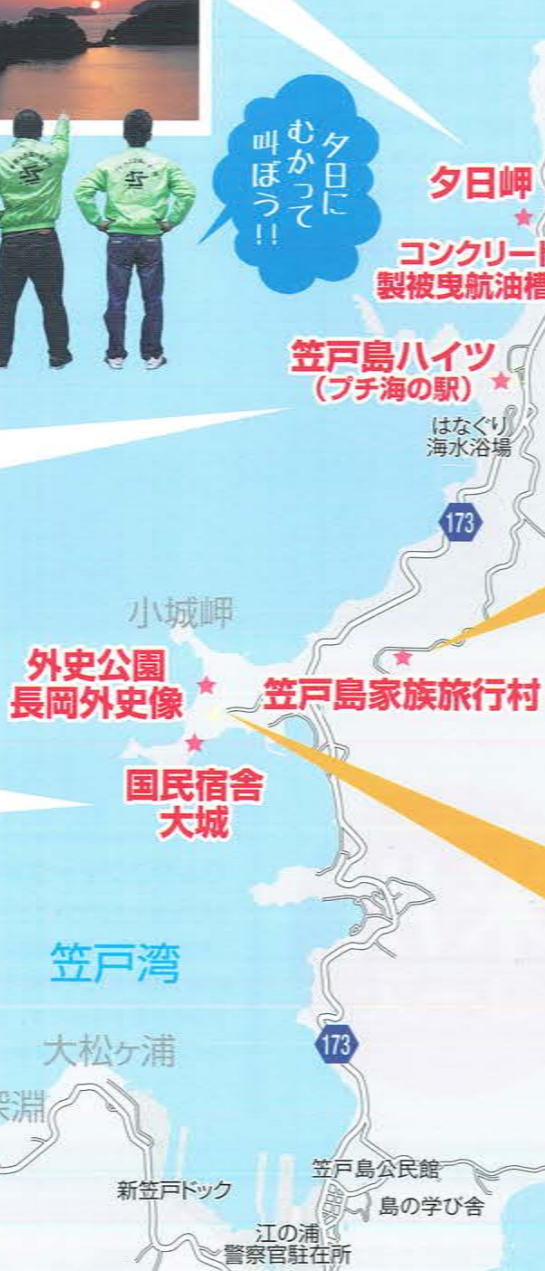 夕日に
むかって
叫ぼう!!
夕日岬
コンクリート
製被曳航油槽
笠戸島ハイツ
(プチ海の駅)
はなぐり
海水浴場
173
小城岬
外史公園
長岡外史像
笠戸島家族旅行村
国民宿舎
大城
笠戸湾
大松ヶ浦
173
深淵
笠戸島公民館
新笠戸ドック
島の学び舎
江の浦
警察官駐在所